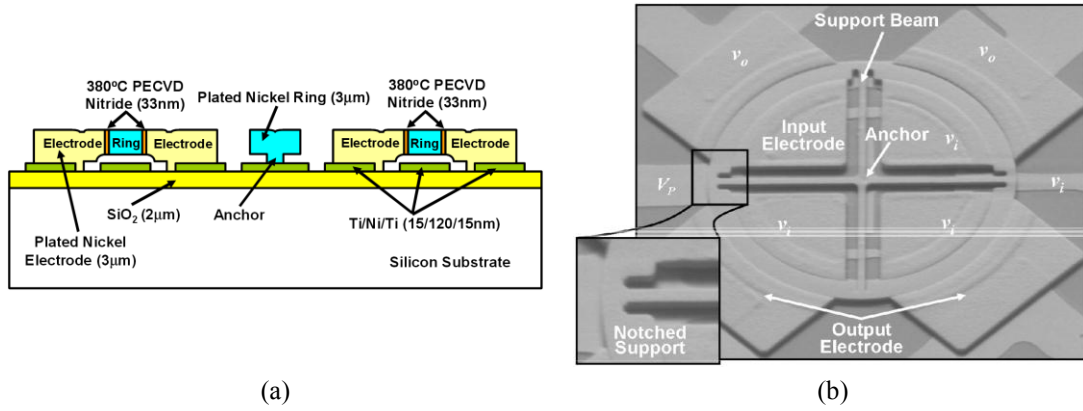 380ºC PECVD
Nitride (33nm)
Plated Nickel Ring (3μm)
380ºC PECVD
Nitride (33nm)
Electrode
Ring
Electrode
Electrode
Ring
Electrode
SiO2 (2μm)
Anchor
Ti/Ni/Ti (15/120/15nm)
Plated Nickel
Electrode (3μm)
Silicon Substrate
(a)
Support Beam
vo
vo
Input
Electrode
Anchor
vi
VP
vi
vi
vi
Notched
Support
Output
Electrode
(b)